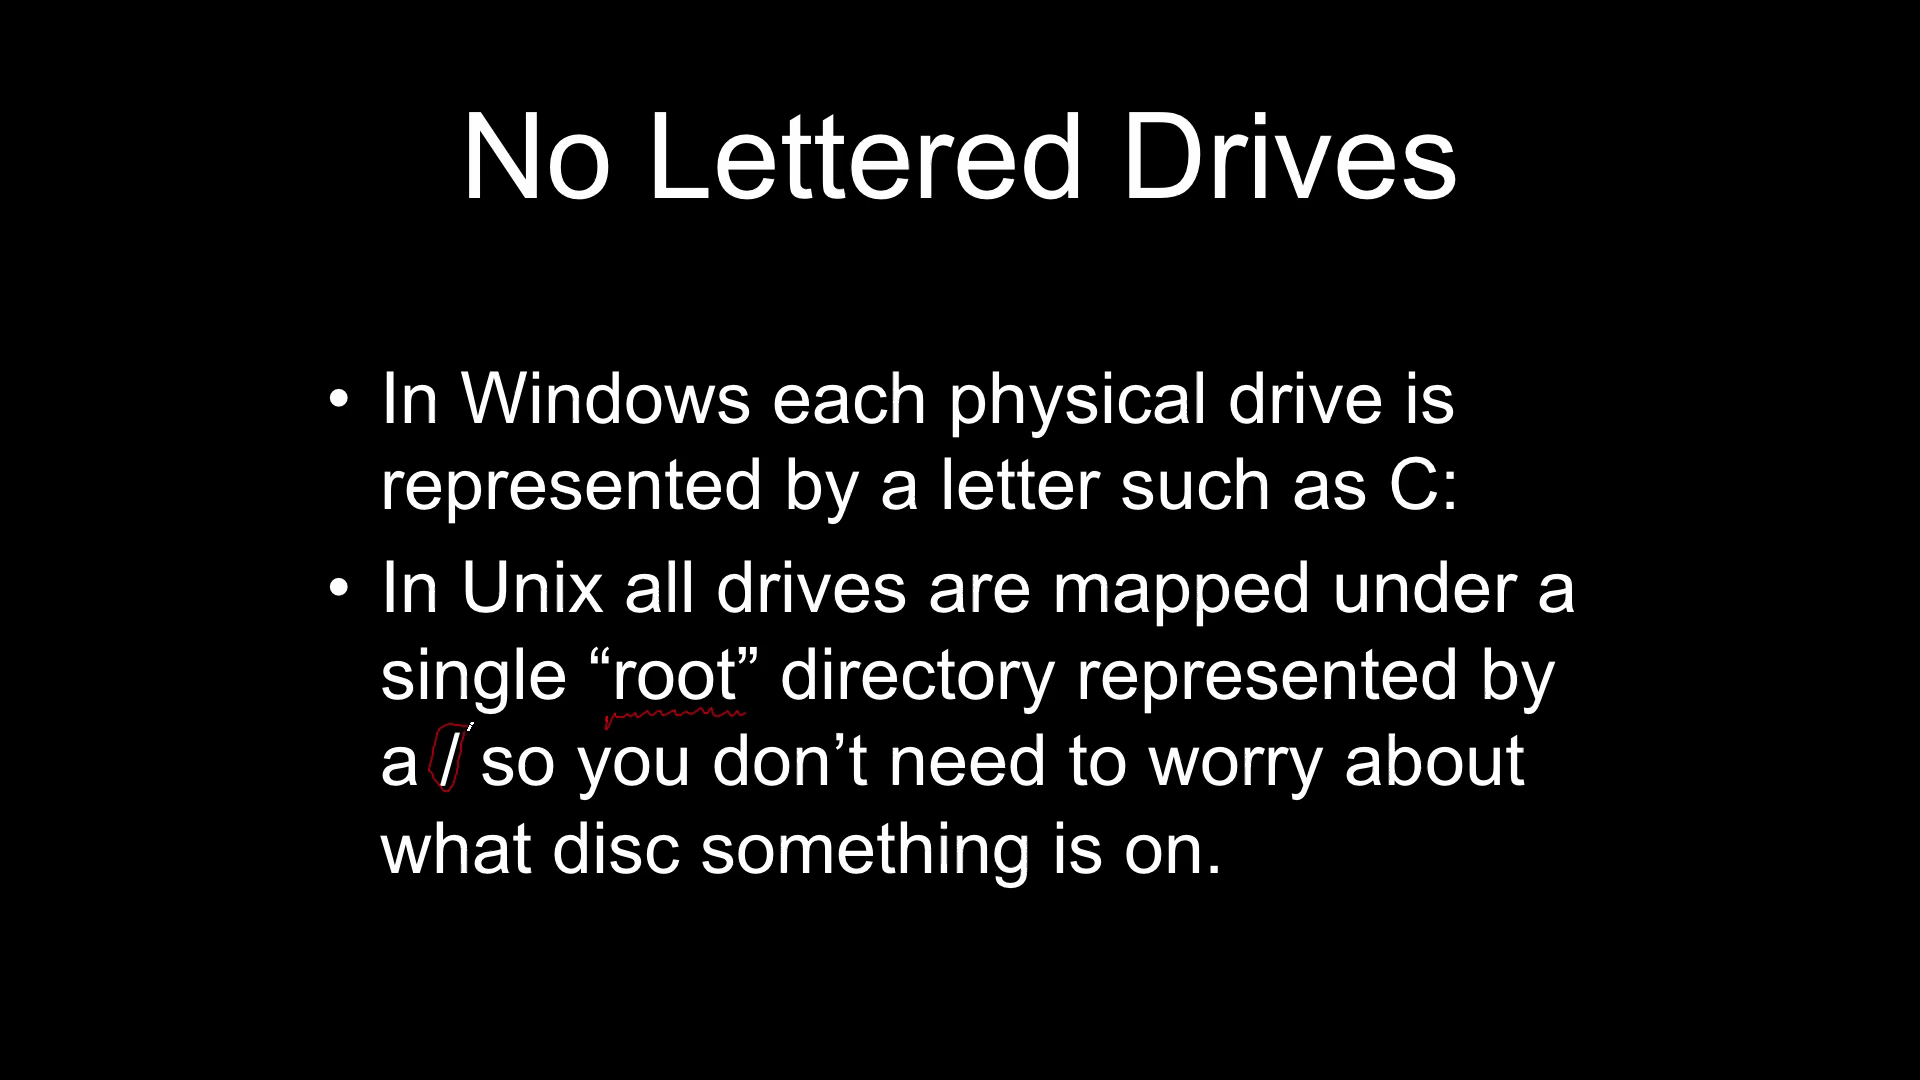 No Lettered Drives
• In Windows each physical drive is
represented by a letter such as C:
• In Unix all drives are mapped under a
single “root” directory represented by
a / so you don’t need to worry about
what disc something is on.